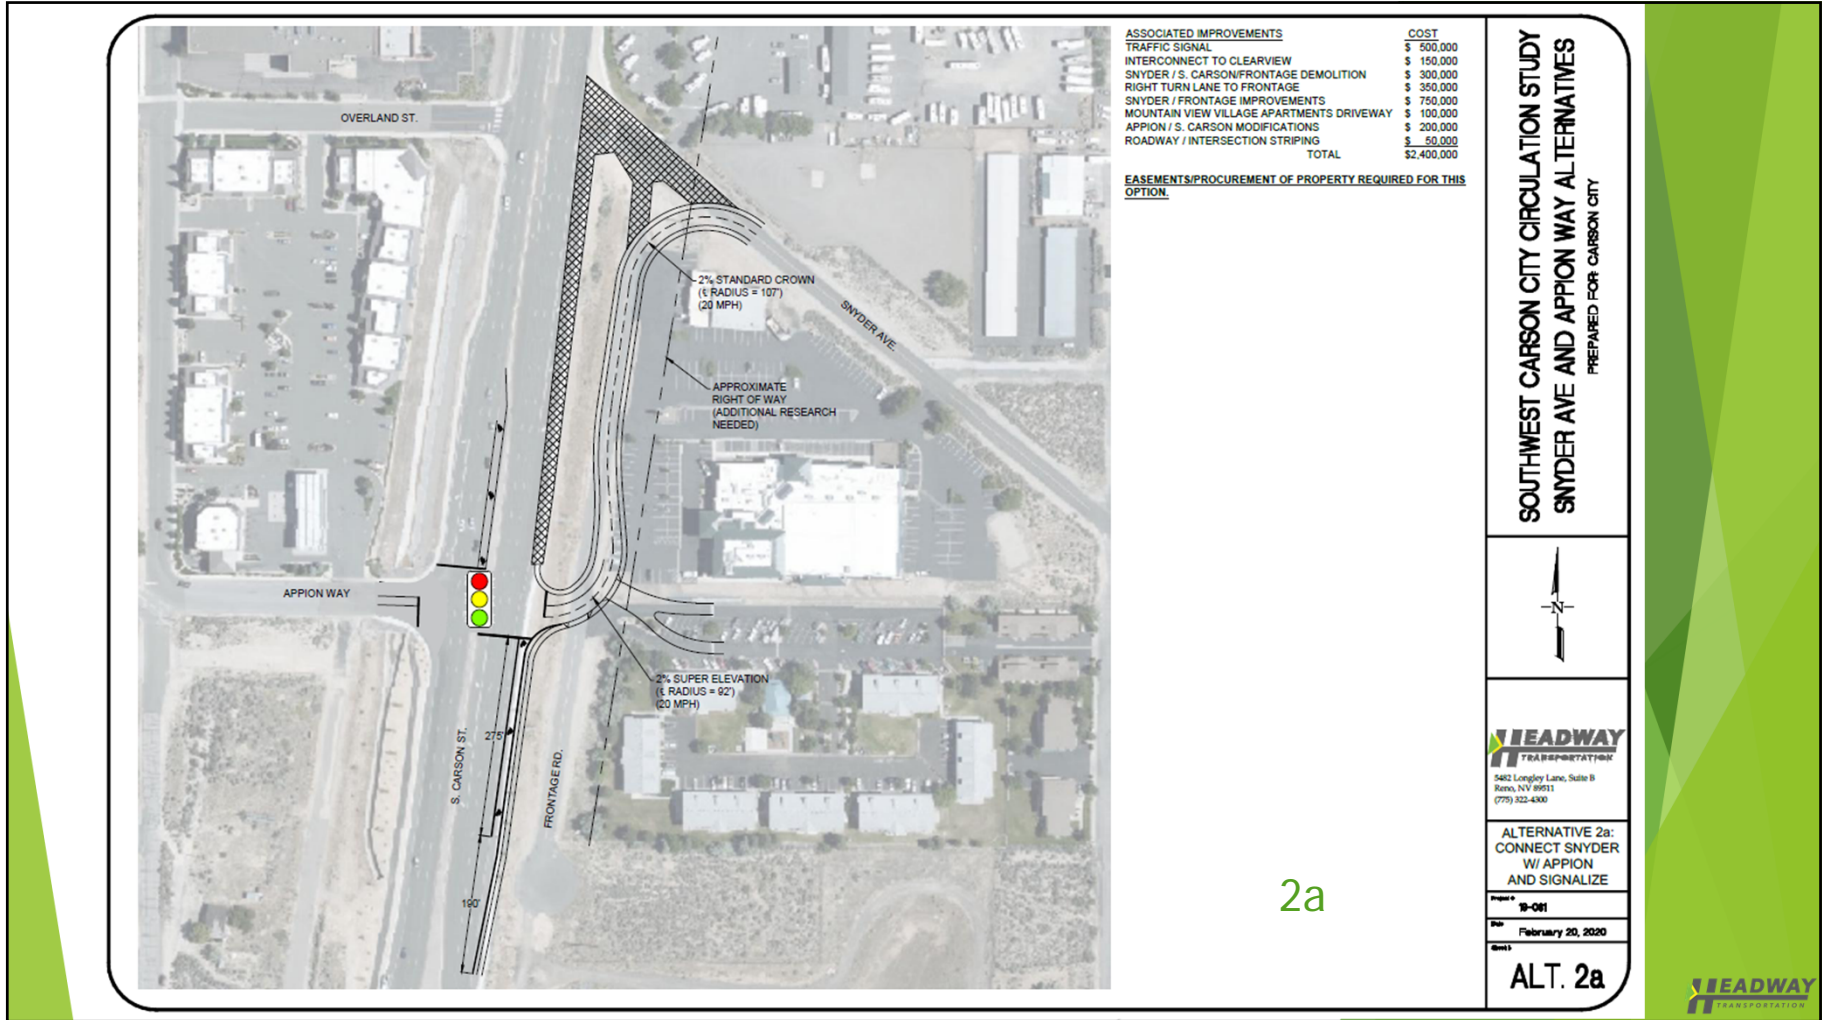 ASSOCIATED IMPROVEMENTS COST
TRAFFIC SIGNAL $ 500,000
INTERCONNECT TO CLEARVIEW $ 150,000
SNYDER / S. CARSON/FRONTAGE DEMOLITION $ 300,000
RIGHT TURN LANE TO FRONTAGE $ 350,000
SNYDER / FRONTAGE IMPROVEMENTS $ 750,000
MOUNTAIN VIEW VILLAGE APARTMENTS DRIVEWAY $ 100,000
APPION / S. CARSON MODIFICATIONS $ 200,000
ROADWAY / INTERSECTION STRIPING $ 50,000
TOTAL $2,400,000
EASEMENTS/PROCUREMENT OF PROPERTY REQUIRED FOR THIS
OPTION.
OVERLAND ST.
2% STANDARD CROWN
(℄ RADIUS = 107')
(20 MPH)
SNYDER AVE.
APPROXIMATE
RIGHT OF WAY
(ADDITIONAL RESEARCH
NEEDED)
APPION WAY
2% SUPER ELEVATION
(℄ RADIUS = 92')
(20 MPH)
275'
S. CARSON ST.
FRONTAGE RD.
190'
2a
SOUTHWEST CARSON CITY CIRCULATION STUDY
SNYDER AVE AND APPION WAY ALTERNATIVES
PREPARED FOR: CARSON CITY
N
HEADWAY
TRANSPORTATION
5482 Longley Lane, Suite B
Reno, NV 89511
(775) 322-4300
ALTERNATIVE 2a:
CONNECT SNYDER
W/ APPION
AND SIGNALIZE
Project #
19-081
Date
February 20, 2020
ALT. 2a
HEADWAY
TRANSPORTATION